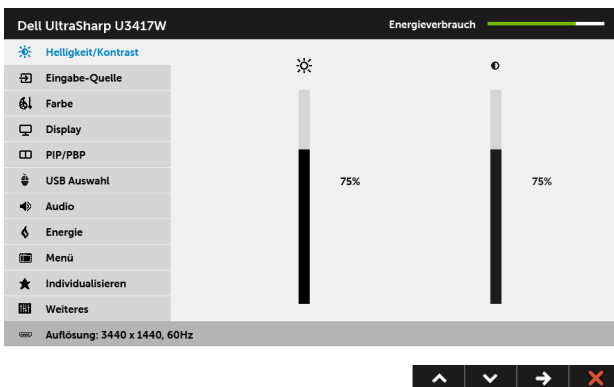 Dell UltraSharp U3417W
Energieverbrauch
Helligkeit/Kontrast
Eingabe-Quelle
Farbe
Display
PIP/PBP
USB Auswahl
Audio
Energie
Menü
Individualisieren
Weiteres
75%
75%
Auflösung: 3440 x 1440, 60Hz